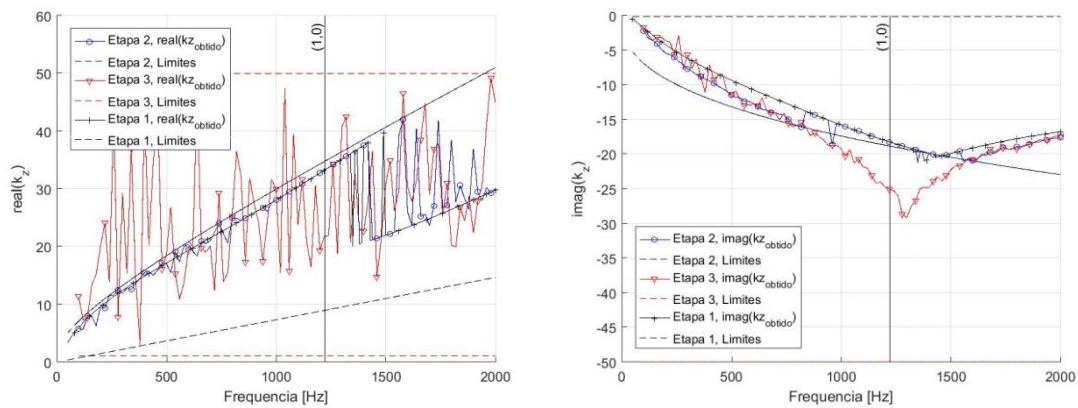 60
50
40
30
20
10
0
real(k_z)
Etapa 2, real(kz_obtido)
Etapa 2, Limites
Etapa 3, real(kz_obtido)
Etapa 3, Limites
Etapa 1, real(kz_obtido)
Etapa 1, Limites
(1,0)
0 500 1000 1500 2000
Frequencia [Hz]
0
-5
-10
-15
-20
-25
-30
-35
-40
-45
-50
imag(k_z)
(1,0)
Etapa 2, imag(kz_obtido)
Etapa 2, Limites
Etapa 3, imag(kz_obtido)
Etapa 3, Limites
Etapa 1, imag(kz_obtido)
Etapa 1, Limites
0 500 1000 1500 2000
Frequencia [Hz]